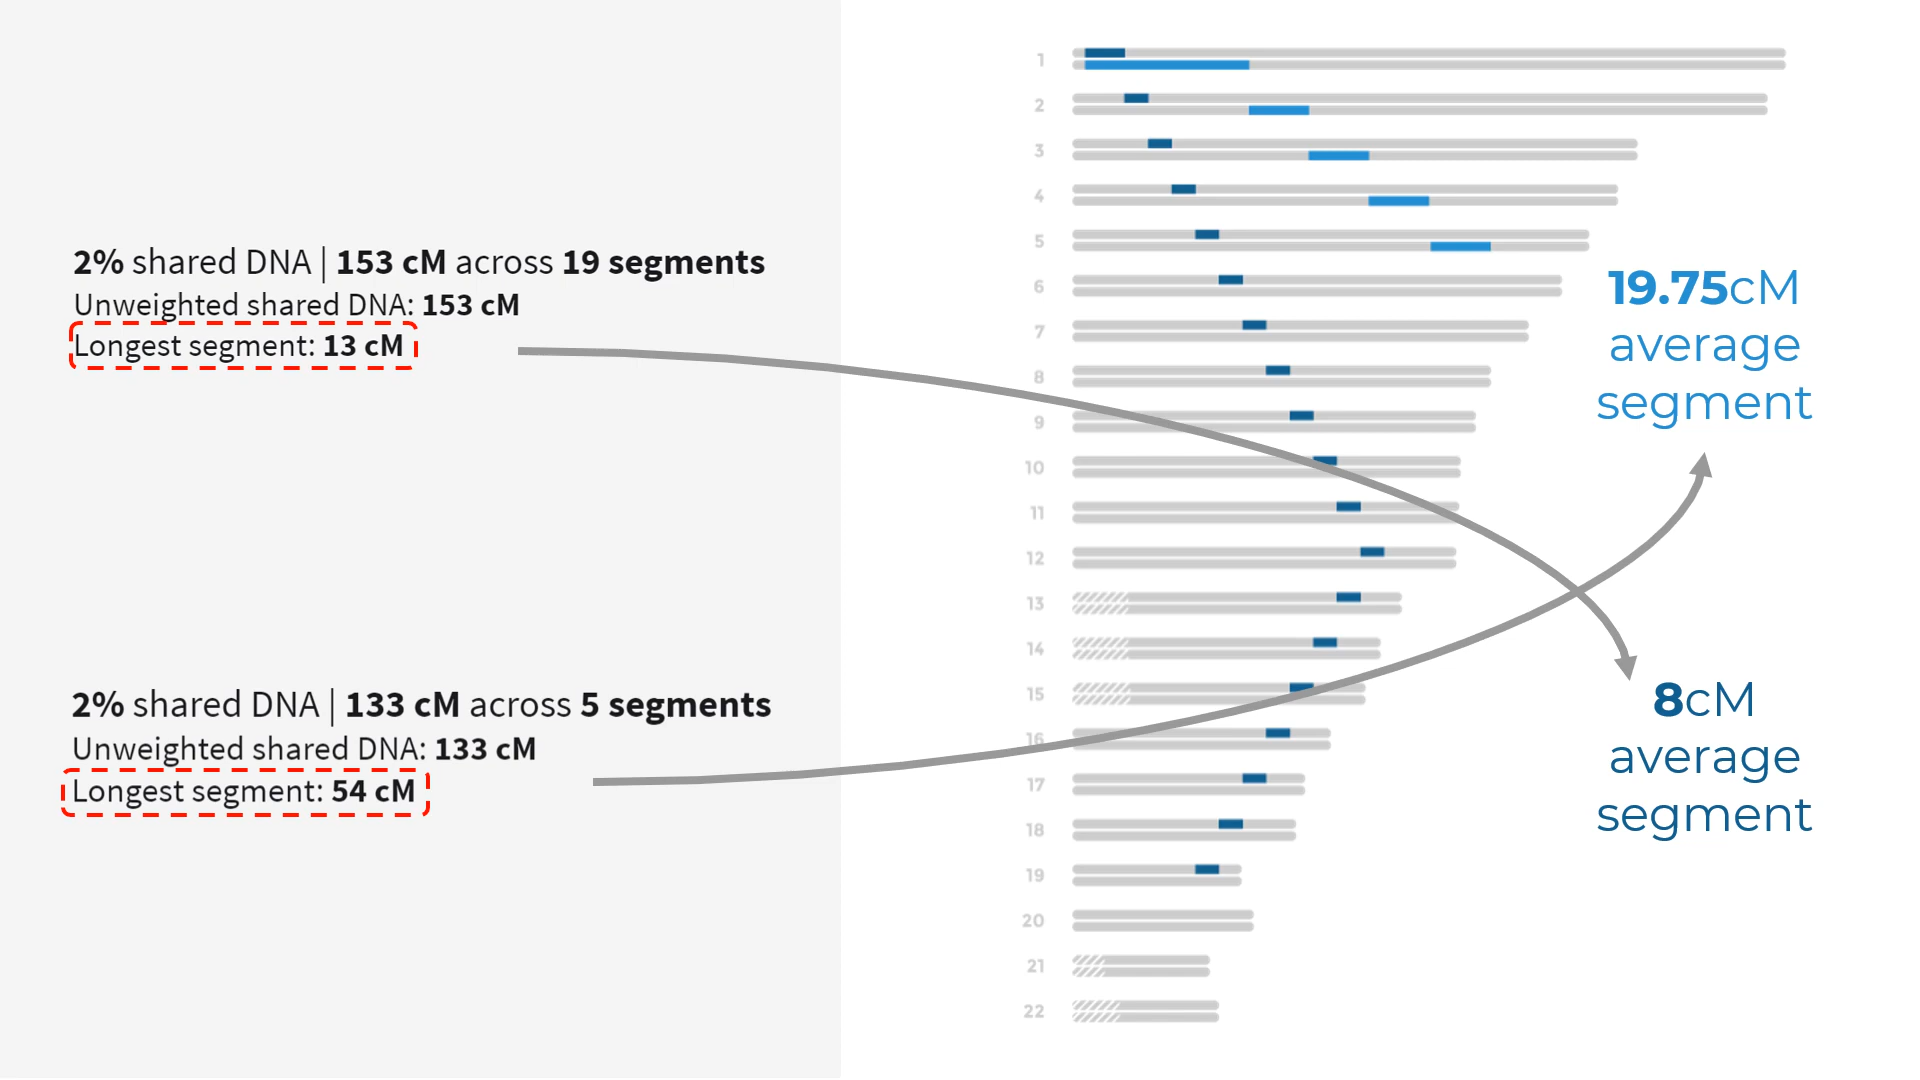 2% shared DNA | 153 cM across 19 segments
Unweighted shared DNA: 153 cM
Longest segment: 13 cM
2% shared DNA | 133 cM across 5 segments
Unweighted shared DNA: 133 cM
Longest segment: 54 cM
1
2
3
4
5
6
7
8
9
10
11
12
13
14
15
16
17
18
19
20
21
22
19.75cM
average
segment
8cM
average
segment